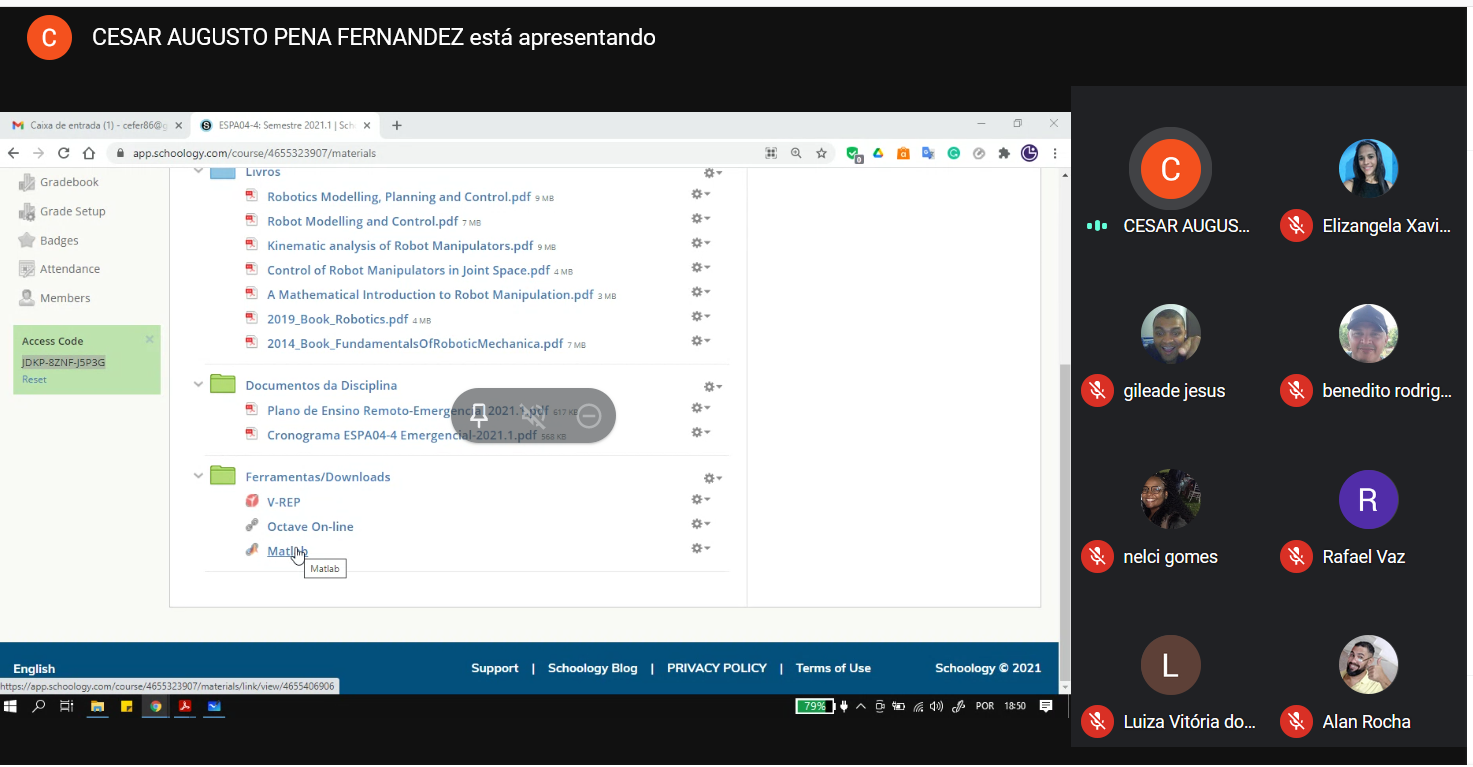 C CESAR AUGUSTO PENA FERNANDEZ está apresentando
Caixa de entrada (1) - cefer86@g
ESPA04-4: Semestre 2021.1 | Sch
app.schoology.com/course/4655323907/materials
Gradebook
Grade Setup
Badges
Attendance
Members
Access Code
JDKP-8ZNF-J5P3G
Reset
Livros
Robotics Modelling, Planning and Control.pdf 9 MB
Robot Modelling and Control.pdf 7 MB
Kinematic analysis of Robot Manipulators.pdf 9 MB
Control of Robot Manipulators in Joint Space.pdf 4 MB
A Mathematical Introduction to Robot Manipulation.pdf 3 MB
2019_Book_Robotics.pdf 4 MB
2014_Book_FundamentalsOfRoboticMechanica.pdf 7 MB
Documentos da Disciplina
Plano de Ensino Remoto-Emergencia 2021.1.pdf 617 KB
Cronograma ESPA04-4 Emergencial-2021.1.pdf 568 KB
Ferramentas/Downloads
V-REP
Octave On-line
Matlab
Matlab
English
Support | Schoology Blog | PRIVACY POLICY | Terms of Use
Schoology © 2021
https://app.schoology.com/course/4655323907/materials/link/view/4655406906
79%
POR 18:50
C
CESAR AUGUS...
Elizangela Xavi...
gileade jesus
benedito rodrig...
nelci gomes
R
Rafael Vaz
L
Luiza Vitória do...
Alan Rocha